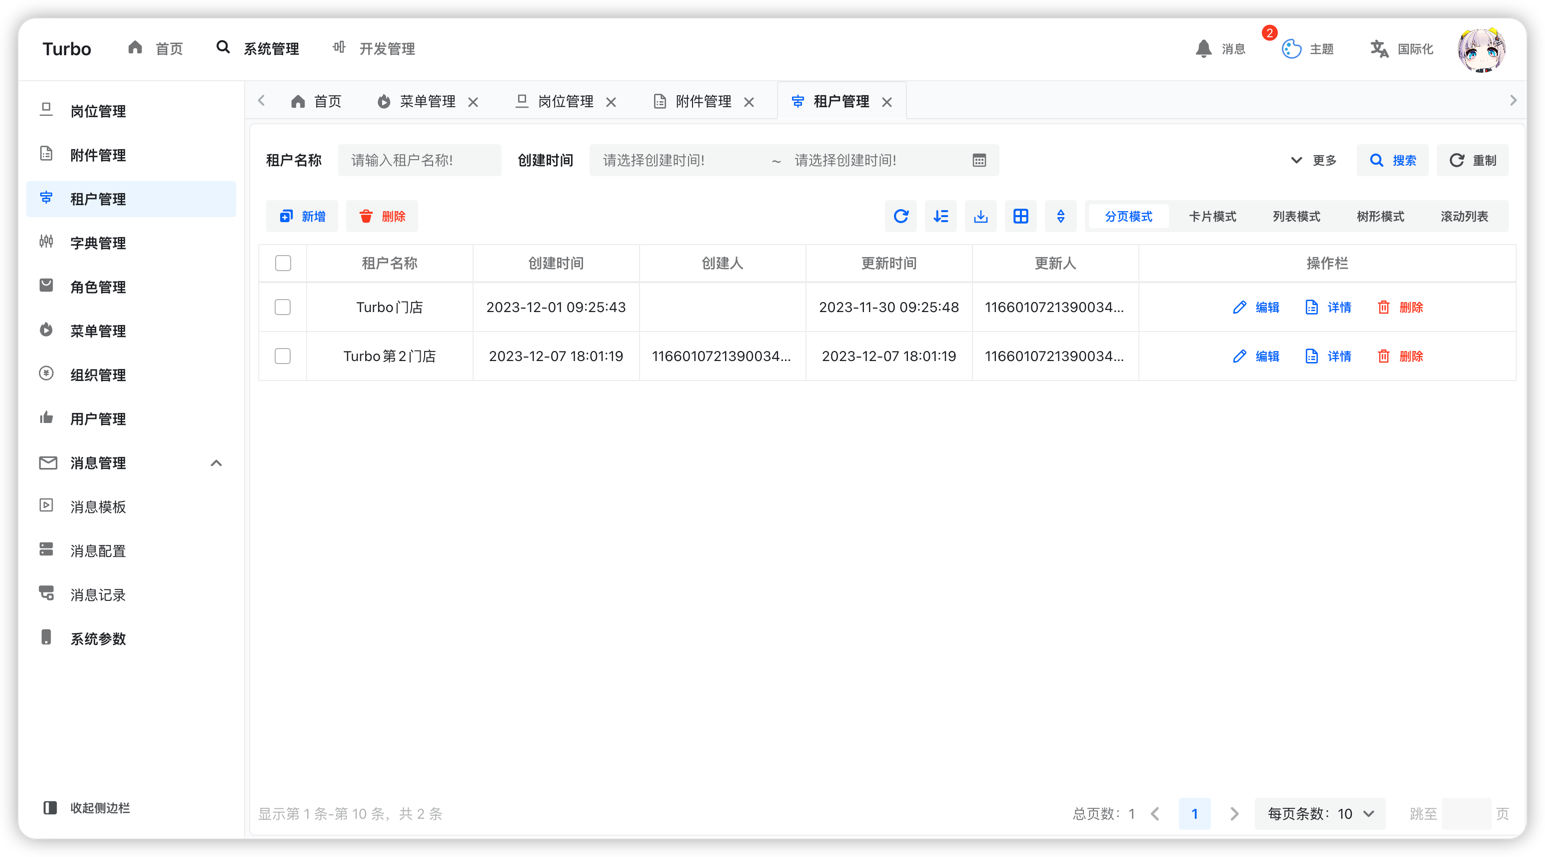 Turbo 首页 系统管理 开发管理 消息 2 主题 国际化
岗位管理
附件管理
租户管理
字典管理
角色管理
菜单管理
组织管理
用户管理
消息管理
消息模板
消息配置
消息记录
系统参数
收起侧边栏
首页 菜单管理 岗位管理 附件管理 租户管理
租户名称 请输入租户名称! 创建时间 请选择创建时间! ~ 请选择创建时间! 更多 搜索 重制
新增 删除 分页模式 卡片模式 列表模式 树形模式 滚动列表
租户名称 创建时间 创建人 更新时间 更新人 操作栏
Turbo门店 2023-12-01 09:25:43 2023-11-30 09:25:48 1166010721390034... 编辑 详情 删除
Turbo第2门店 2023-12-07 18:01:19 1166010721390034... 2023-12-07 18:01:19 1166010721390034... 编辑 详情 删除
显示第 1 条-第 10 条，共 2 条 总页数：1 1 每页条数：10 跳至 页